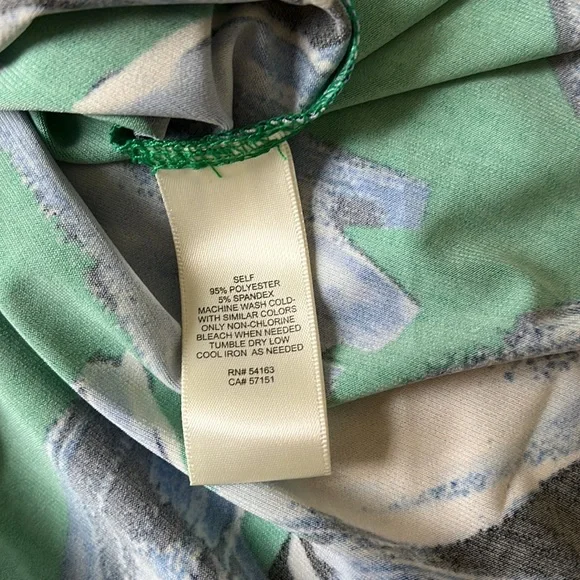 SELF
95% POLYESTER
5% SPANDEX
MACHINE WASH COLD-
WITH SIMILAR COLORS
ONLY NON-CHLORINE
BLEACH WHEN NEEDED
TUMBLE DRY LOW
COOL IRON AS NEEDED
RN# 54163
CA# 57151